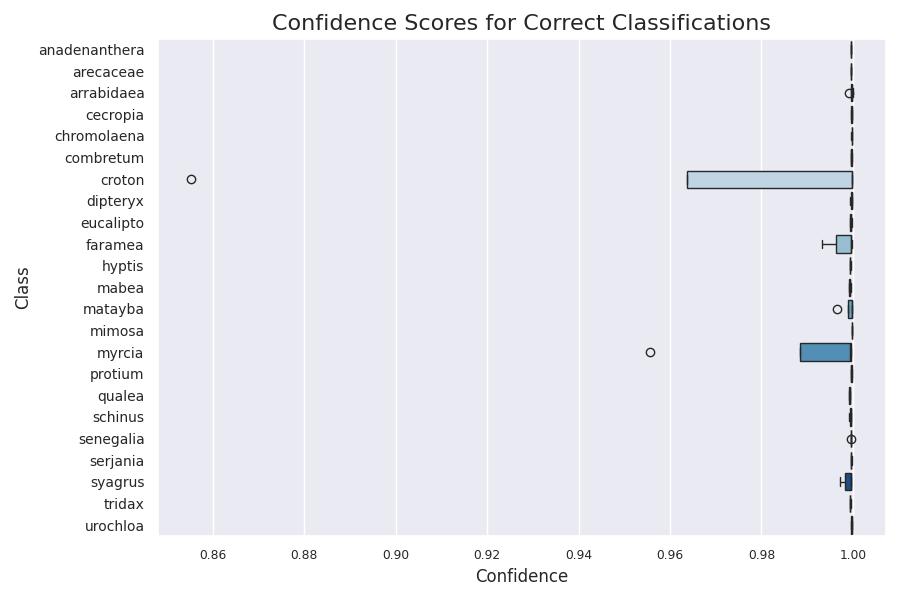 Confidence Scores for Correct Classifications
anadenanthera
arecaceae
arrabidaea
cecropia
chromolaena
combretum
croton
dipteryx
eucalipto
faramea
hyptis
mabea
matayba
mimosa
myrcia
protium
qualea
schinus
senegalia
serjania
syagrus
tridax
urochloa
Class
0.86 0.88 0.90 0.92 0.94 0.96 0.98 1.00
Confidence